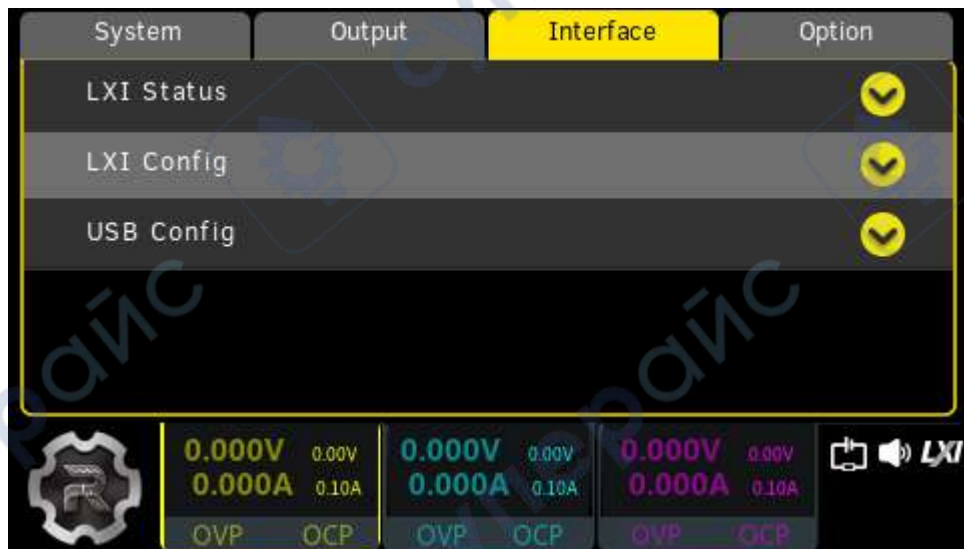 System Output Interface Option
LXI Status
LXI Config
USB Config
0.000V 0.00V 0.000V 0.00V 0.000V 0.00V LXI
0.000A 0.10A 0.000A 0.10A 0.000A 0.10A
OVP OCP OVP OCP OVP OCP